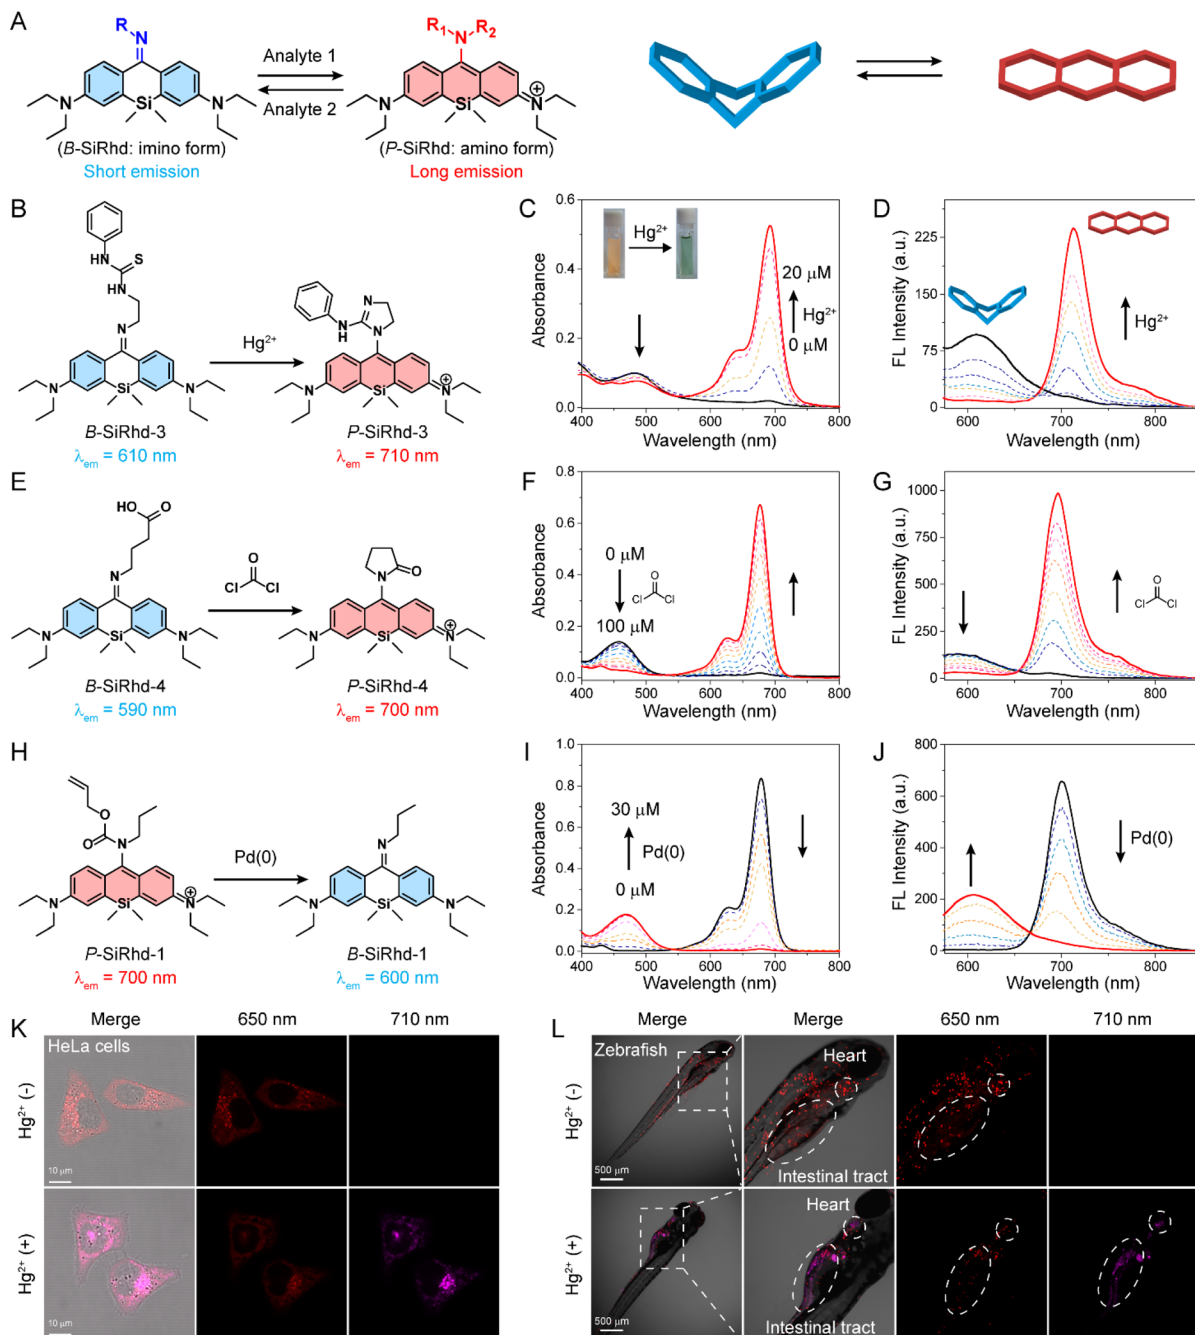 A
R
N
Si
N
N
Analyte 1
Analyte 2
R1
N
R2
Si
N
N
+
(B-SiRhd: imino form)
Short emission
(P-SiRhd: amino form)
Long emission
B
HN
S
HN
N
N
Si
N
Hg2+
N
N
H
N
N
Si
N
+
B-SiRhd-3
λem = 610 nm
P-SiRhd-3
λem = 710 nm
C
Absorbance
0.6
0.4
0.2
0.0
Hg2+
20 μM
Hg2+
0 μM
400 500 600 700 800
Wavelength (nm)
D
FL Intensity (a.u.)
225
150
75
0
Hg2+
600 700 800
Wavelength (nm)
E
HO
O
N
N
Si
N
O
Cl Cl
N
O
N
Si
N
+
B-SiRhd-4
λem = 590 nm
P-SiRhd-4
λem = 700 nm
F
Absorbance
0.8
0.6
0.4
0.2
0.0
0 μM
O
Cl Cl
100 μM
400 500 600 700 800
Wavelength (nm)
G
FL Intensity (a.u.)
1000
750
500
250
0
O
Cl Cl
600 700 800
Wavelength (nm)
H
O
O
N
N
Si
N
+
Pd(0)
N
N
Si
N
P-SiRhd-1
λem = 700 nm
B-SiRhd-1
λem = 600 nm
I
Absorbance
1.0
0.8
0.6
0.4
0.2
0.0
30 μM
Pd(0)
0 μM
400 500 600 700 800
Wavelength (nm)
J
FL Intensity (a.u.)
800
600
400
200
0
Pd(0)
600 700 800
Wavelength (nm)
K
Merge 650 nm 710 nm
Hg2+ (-)
HeLa cells
10 μm
Hg2+ (+)
10 μm
L
Merge Merge 650 nm 710 nm
Hg2+ (-)
Zebrafish
500 μm
Heart
Intestinal tract
Hg2+ (+)
500 μm
Heart
Intestinal tract